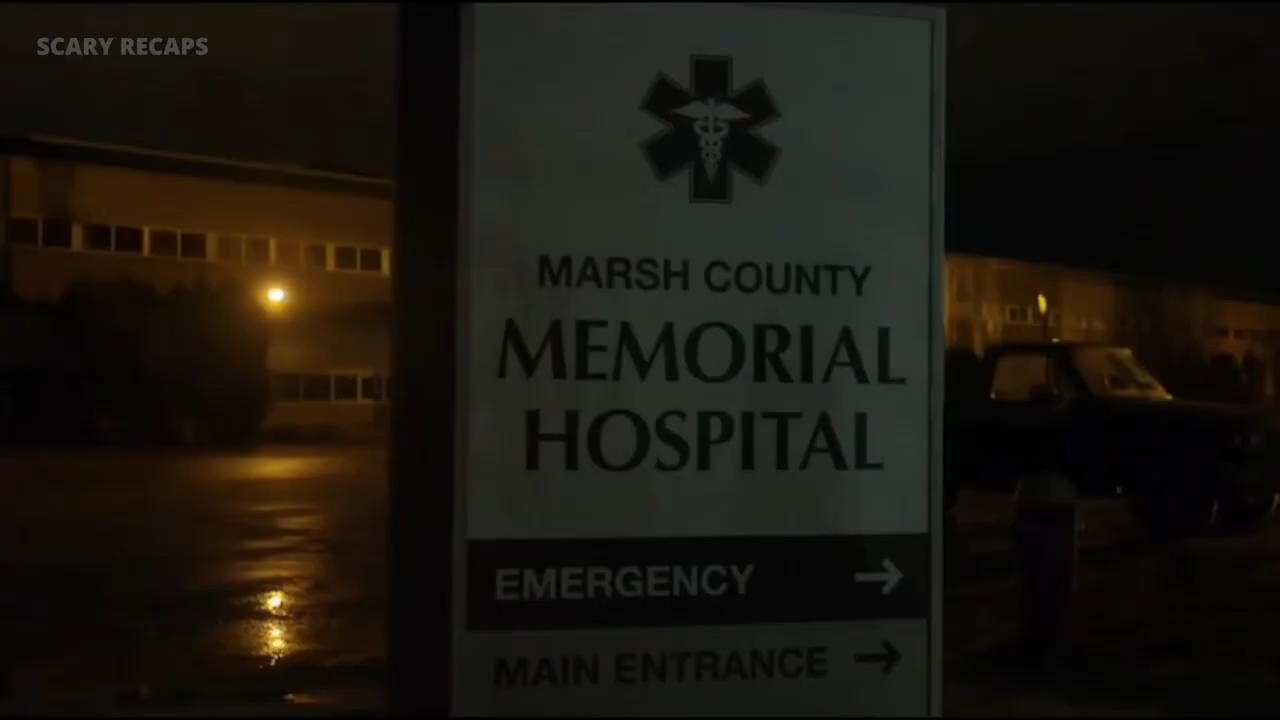 SCARY RECAPS
MARSH COUNTY
MEMORIAL
HOSPITAL
EMERGENCY →
MAIN ENTRANCE →